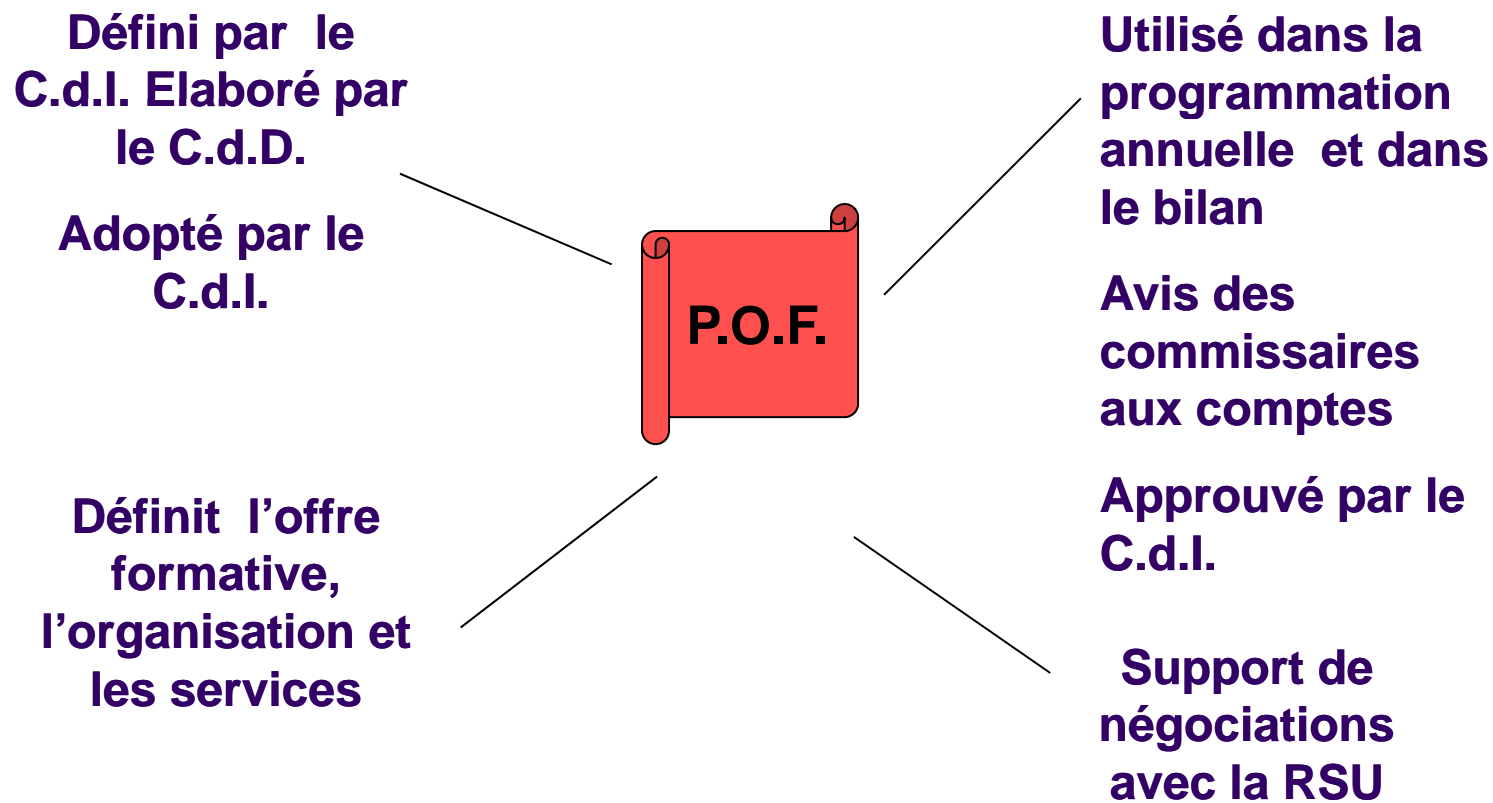 Défini par le
C.d.I. Elaboré par
le C.d.D.
Adopté par le
C.d.I.
P.O.F.
Utilisé dans la
programmation
annuelle et dans
le bilan
Avis des
commissaires
aux comptes
Approuvé par le
C.d.I.
Définit l’offre
formative,
l’organisation et
les services
Support de
négociations
avec la RSU